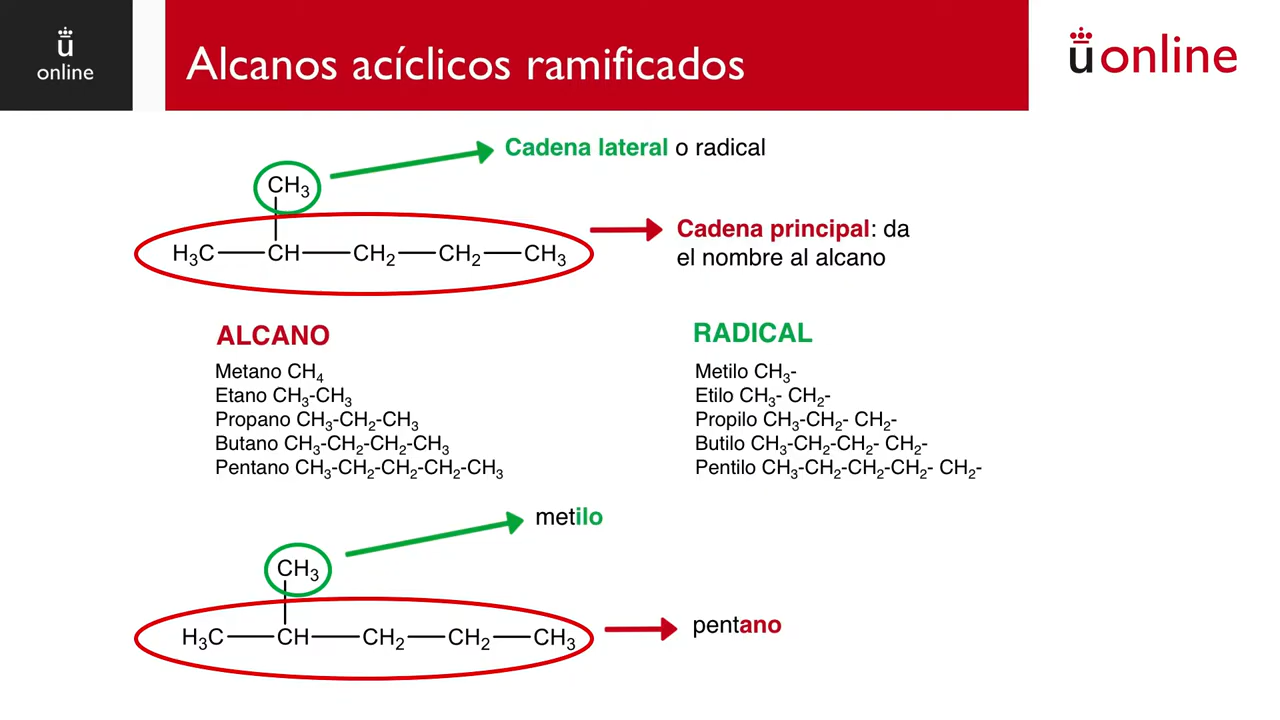 ü
online
Alcanos acíclicos ramificados
üonline
Cadena lateral o radical
CH₃
Cadena principal: da
el nombre al alcano
H₃C—CH—CH₂—CH₂—CH₃
ALCANO
Metano CH₄
Etano CH₃-CH₃
Propano CH₃-CH₂-CH₃
Butano CH₃-CH₂-CH₂-CH₃
Pentano CH₃-CH₂-CH₂-CH₂-CH₃
RADICAL
Metilo CH₃-
Etilo CH₃- CH₂-
Propilo CH₃-CH₂- CH₂-
Butilo CH₃-CH₂-CH₂- CH₂-
Pentilo CH₃-CH₂-CH₂-CH₂- CH₂-
metilo
CH₃
pentano
H₃C—CH—CH₂—CH₂—CH₃